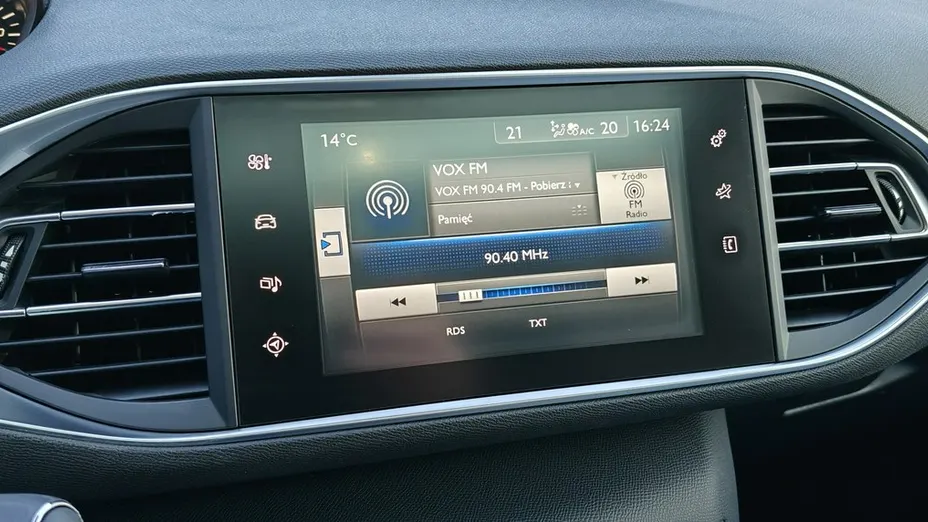 14°C
21 A/C 20 16:24
VOX FM
VOX FM 90.4 FM - Pobierz
Pamięć
Źródło
FM
Radio
90.40 MHz
RDS TXT